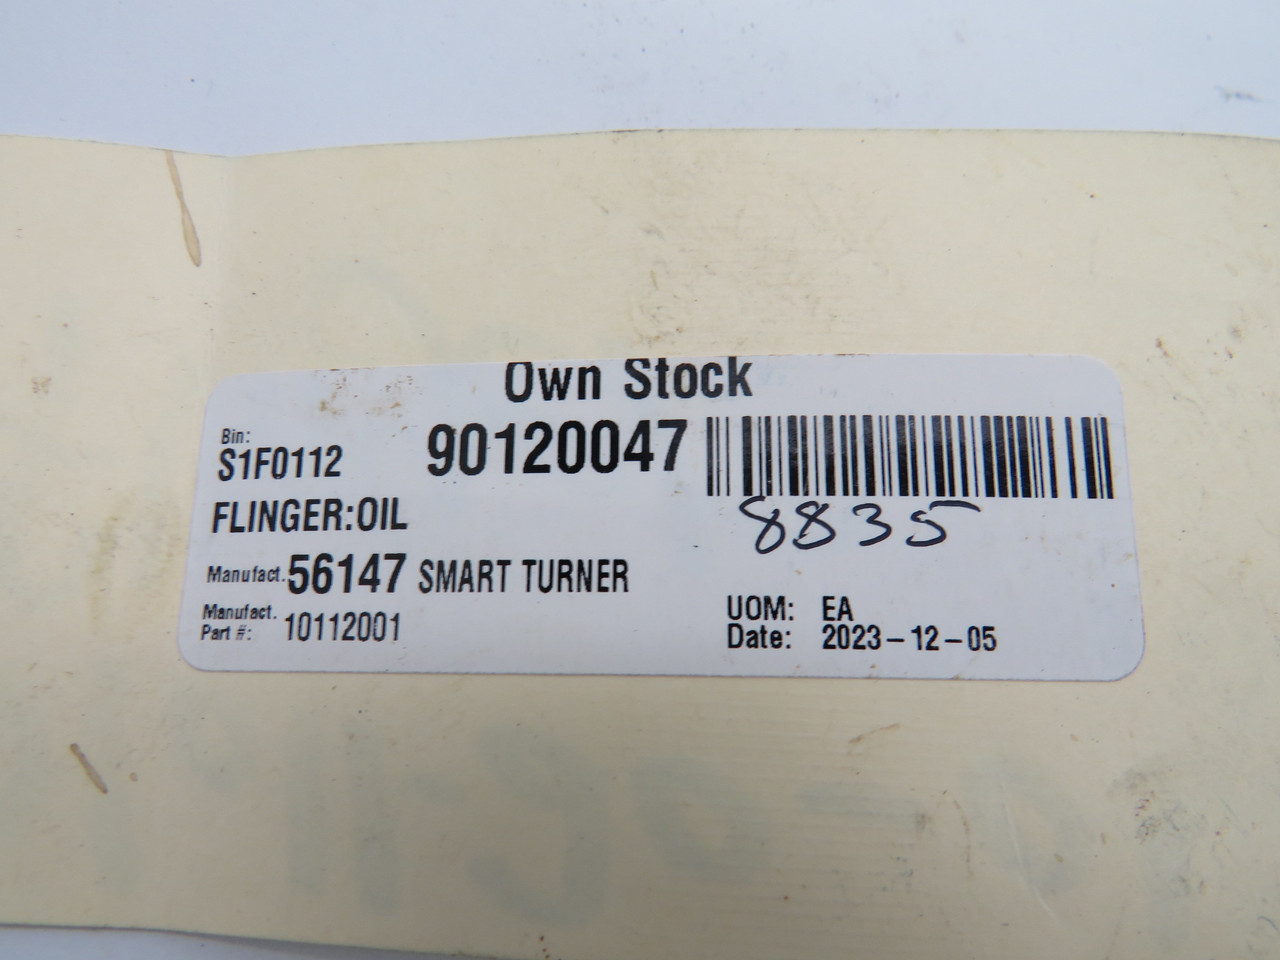 Own Stock
Bin:
S1F0112
90120047
FLINGER:OIL
8835
Manufact. 56147 SMART TURNER
Manufact.
Part #: 10112001
UOM: EA
Date: 2023-12-05